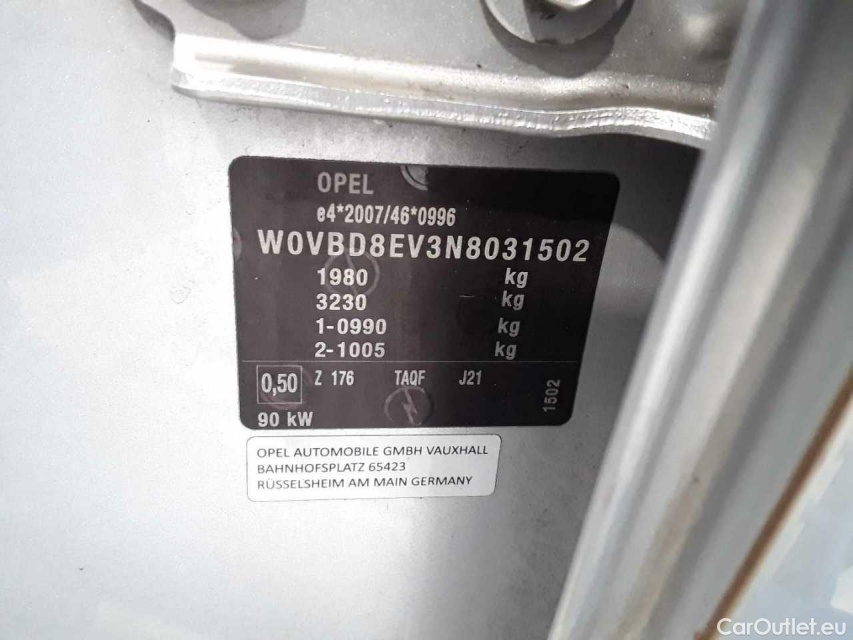 OPEL
e4*2007/46*0996
W0VBD8EV3N8031502
1980 kg
3230 kg
1-0990 kg
2-1005 kg
0,50 Z 176 TAQF J21
1502
90 kW
OPEL AUTOMOBILE GMBH VAUXHALL
BAHNHOFSPLATZ 65423
RÜSSELSHEIM AM MAIN GERMANY
CarOutlet.eu